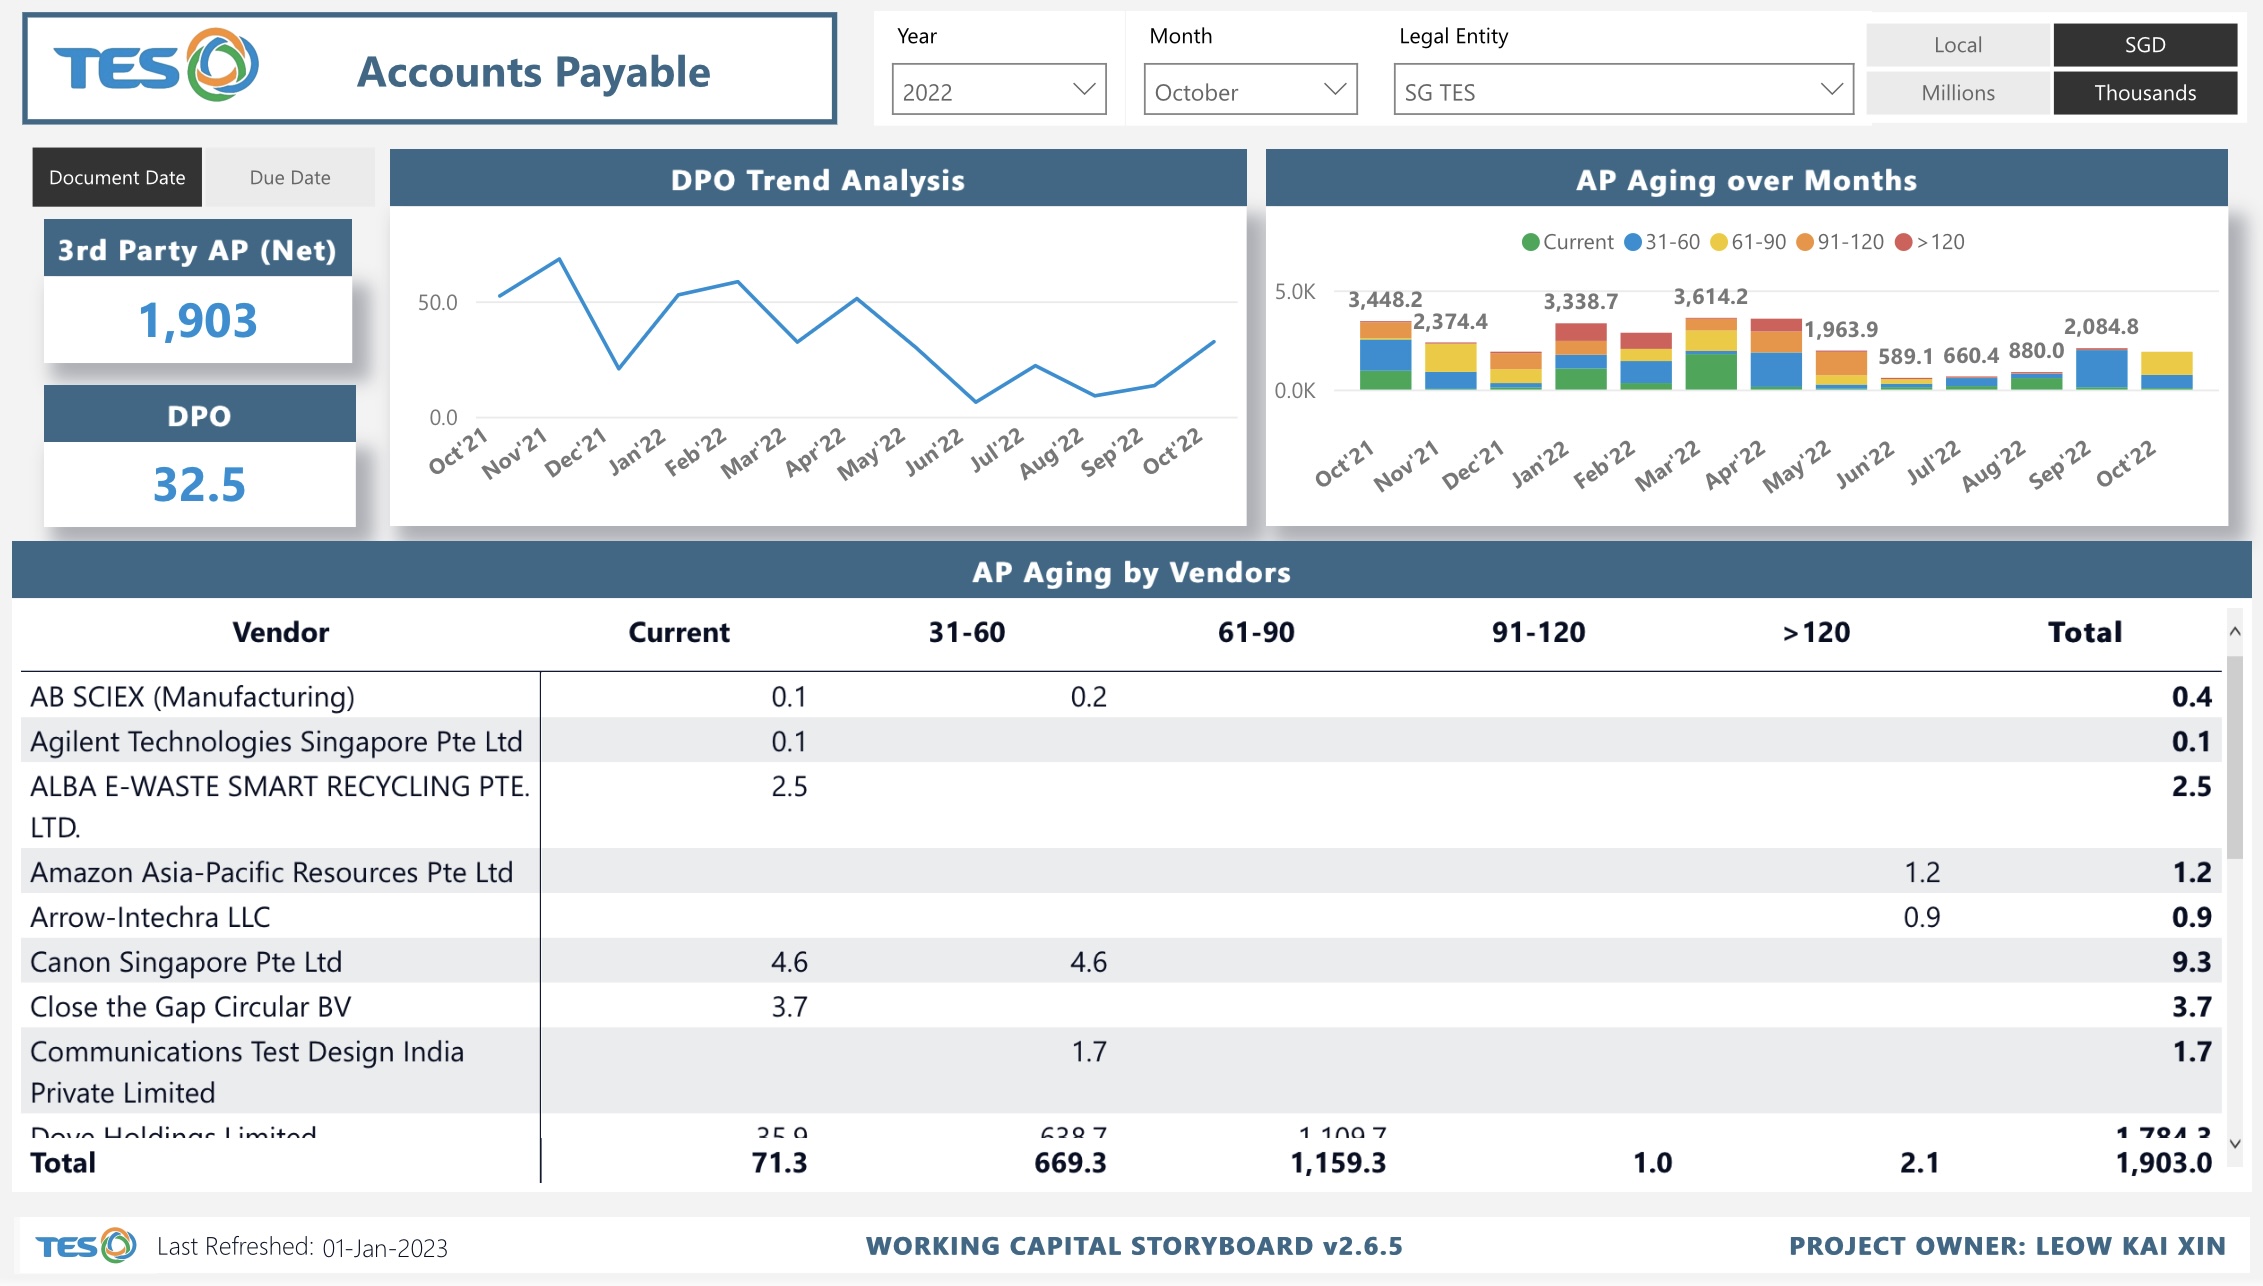 TES
Accounts Payable
Year
Month
Legal Entity
2022
October
SG TES
Local
SGD
Millions
Thousands
Document Date
Due Date
3rd Party AP (Net)
1,903
DPO
32.5
DPO Trend Analysis
50.0
0.0
Oct'21 Nov'21 Dec'21 Jan'22 Feb'22 Mar'22 Apr'22 May'22 Jun'22 Jul'22 Aug'22 Sep'22 Oct'22
AP Aging over Months
Current 31-60 61-90 91-120 >120
5.0K
0.0K
3,448.2 2,374.4 3,338.7 3,614.2 1,963.9 589.1 660.4 880.0 2,084.8
Oct'21 Nov'21 Dec'21 Jan'22 Feb'22 Mar'22 Apr'22 May'22 Jun'22 Jul'22 Aug'22 Sep'22 Oct'22
AP Aging by Vendors
Vendor Current 31-60 61-90 91-120 >120 Total
AB SCIEX (Manufacturing) 0.1 0.2 0.4
Agilent Technologies Singapore Pte Ltd 0.1 0.1
ALBA E-WASTE SMART RECYCLING PTE. 2.5 2.5
LTD.
Amazon Asia-Pacific Resources Pte Ltd 1.2 1.2
Arrow-Intechra LLC 0.9 0.9
Canon Singapore Pte Ltd 4.6 4.6 9.3
Close the Gap Circular BV 3.7 3.7
Communications Test Design India 1.7 1.7
Private Limited
Dove Holdings Limited 35.9 638.7 1,109.7 1,784.3
Total 71.3 669.3 1,159.3 1.0 2.1 1,903.0
TES
Last Refreshed: 01-Jan-2023
WORKING CAPITAL STORYBOARD v2.6.5
PROJECT OWNER: LEOW KAI XIN